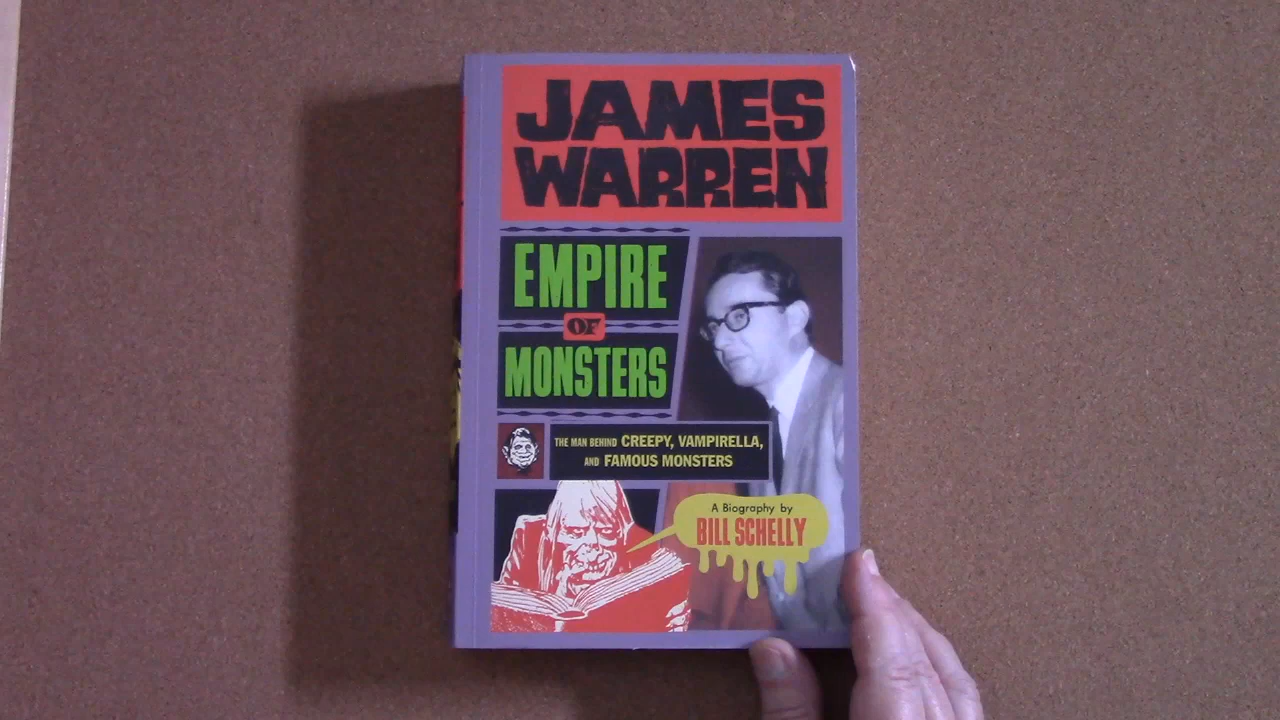 JAMES
WARREN
EMPIRE
OF
MONSTERS
THE MAN BEHIND CREEPY, VAMPIRELLA,
AND FAMOUS MONSTERS
A Biography by
BILL SCHELLY